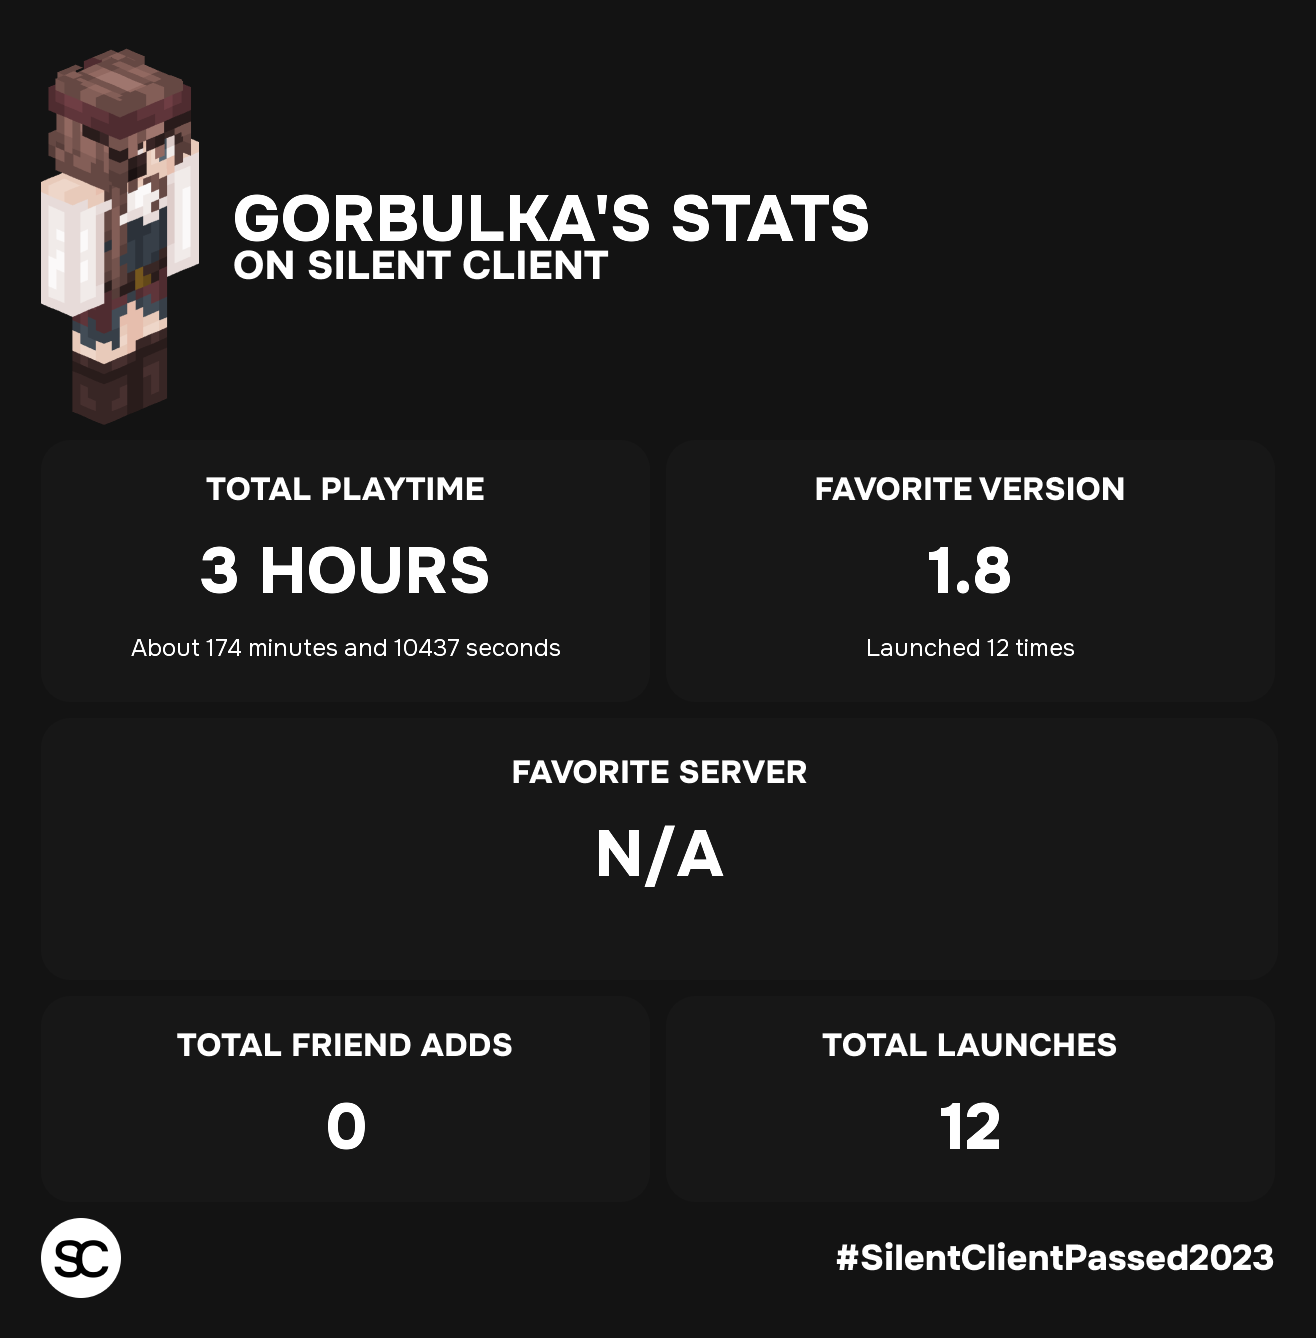 GORBULKA'S STATS
ON SILENT CLIENT
TOTAL PLAYTIME
3 HOURS
About 174 minutes and 10437 seconds
FAVORITE VERSION
1.8
Launched 12 times
FAVORITE SERVER
N/A
TOTAL FRIEND ADDS
0
TOTAL LAUNCHES
12
SC
#SilentClientPassed2023